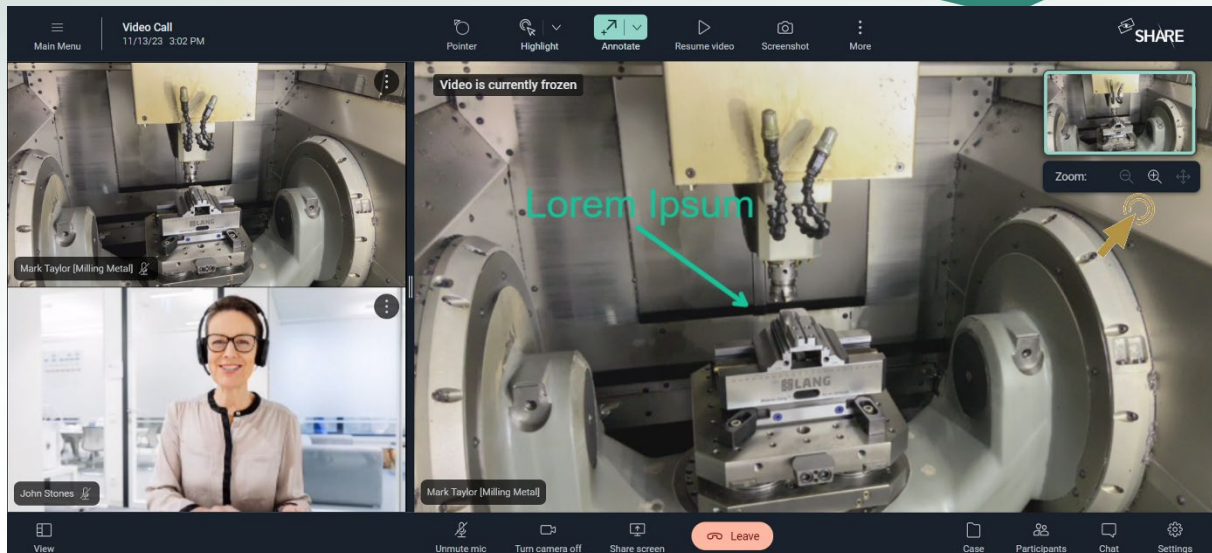 Main Menu
Video Call
11/13/23 3:02 PM
Pointer
Highlight
Annotate
Resume video
Screenshot
More
SHARE
Mark Taylor [Milling Metal]
John Stones
Video is currently frozen
Zoom:
Lorem Ipsum
LANG
Mark Taylor [Milling Metal]
View
Unmute mic
Turn camera off
Share screen
Leave
Case
Participants
Chat
Settings